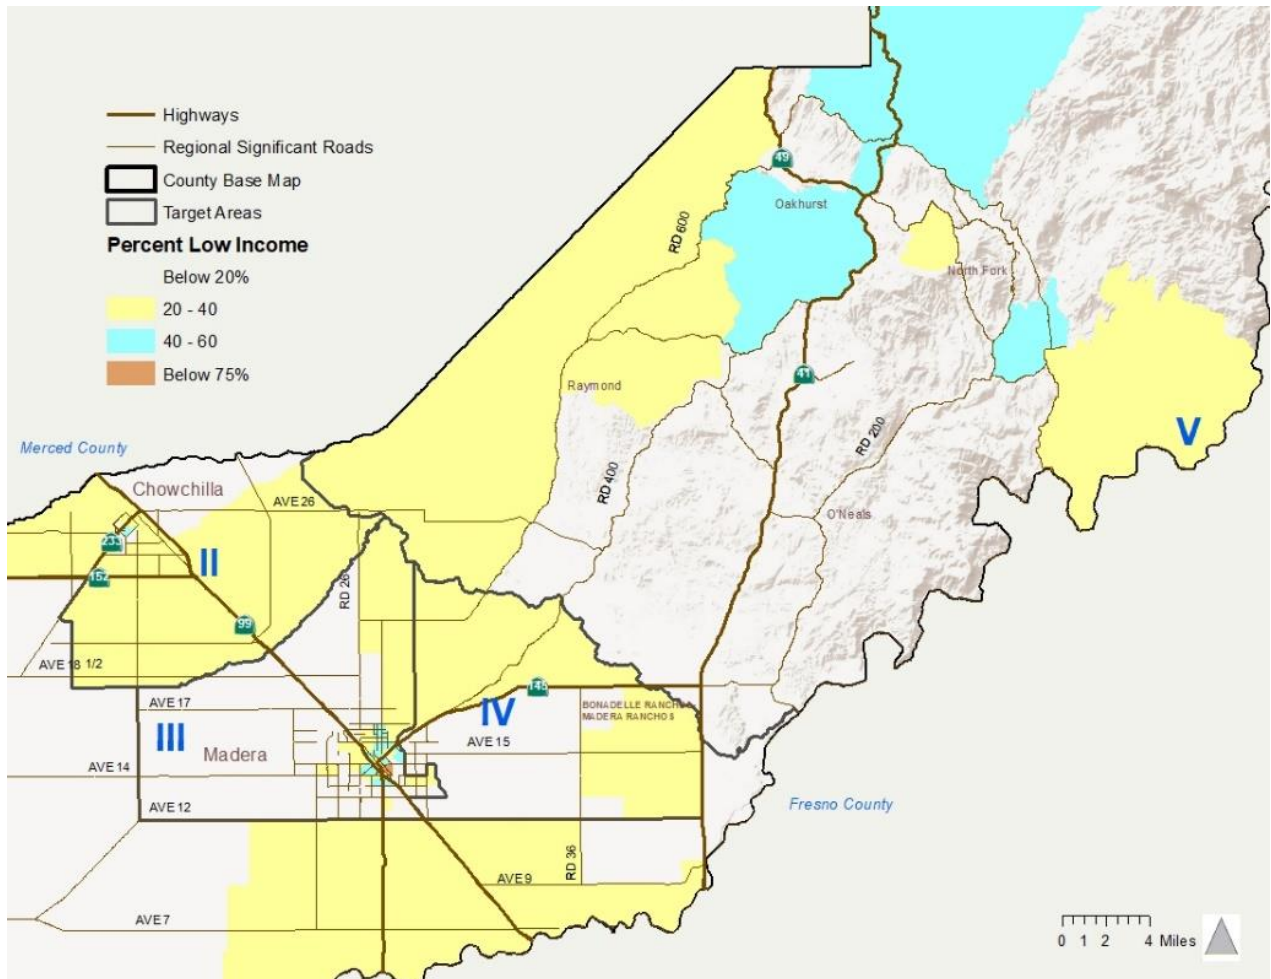 Highways
Regional Significant Roads
County Base Map
Target Areas
Percent Low Income
Below 20%
20 - 40
40 - 60
Below 75%
49
Oakhurst
RD 600
North Fork
41
Raymond
V
RD 200
Merced County
Chowchilla
AVE 26
RD 400
O'Neals
233
II
152
RD 26
99
AVE 18 1/2
145
AVE 17
BONADELLE RANCHOS
MADERA RANCHOS
III
IV
Madera
AVE 15
AVE 14
AVE 12
Fresno County
RD 36
AVE 9
AVE 7
0 1 2 4 Miles